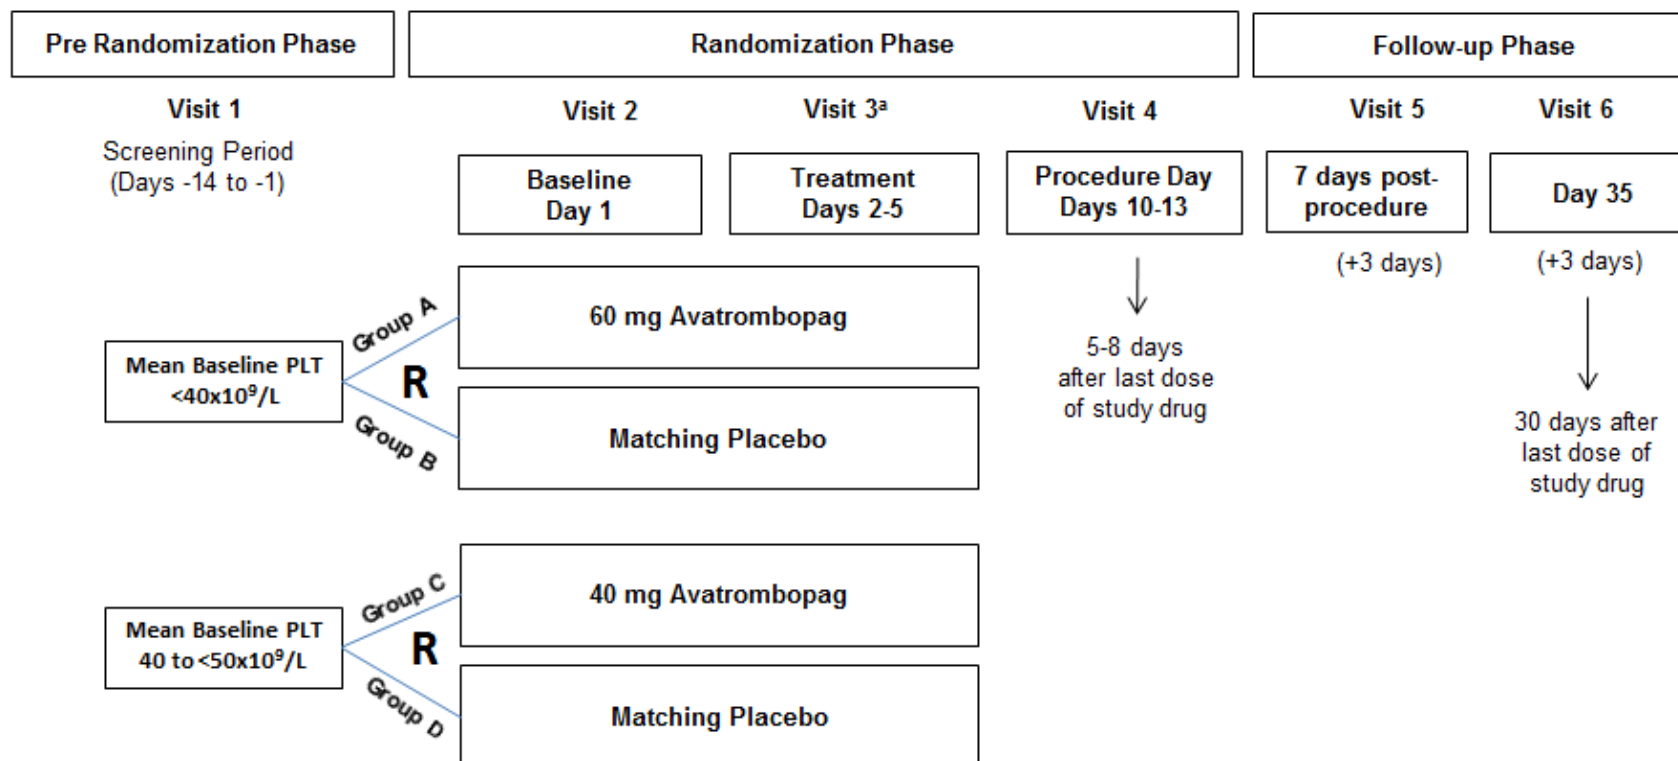 Pre Randomization Phase
Randomization Phase
Follow-up Phase
Visit 1
Visit 2
Visit 3ᵃ
Visit 4
Visit 5
Visit 6
Screening Period
(Days -14 to -1)
Baseline
Day 1
Treatment
Days 2-5
Procedure Day
Days 10-13
7 days post-
procedure
Day 35
(+3 days)
(+3 days)
5-8 days
after last dose
of study drug
30 days after
last dose of
study drug
Mean Baseline PLT
<40x10⁹/L
Group A
R
Group B
60 mg Avatrombopag
Matching Placebo
Mean Baseline PLT
40 to <50x10⁹/L
Group C
R
Group D
40 mg Avatrombopag
Matching Placebo